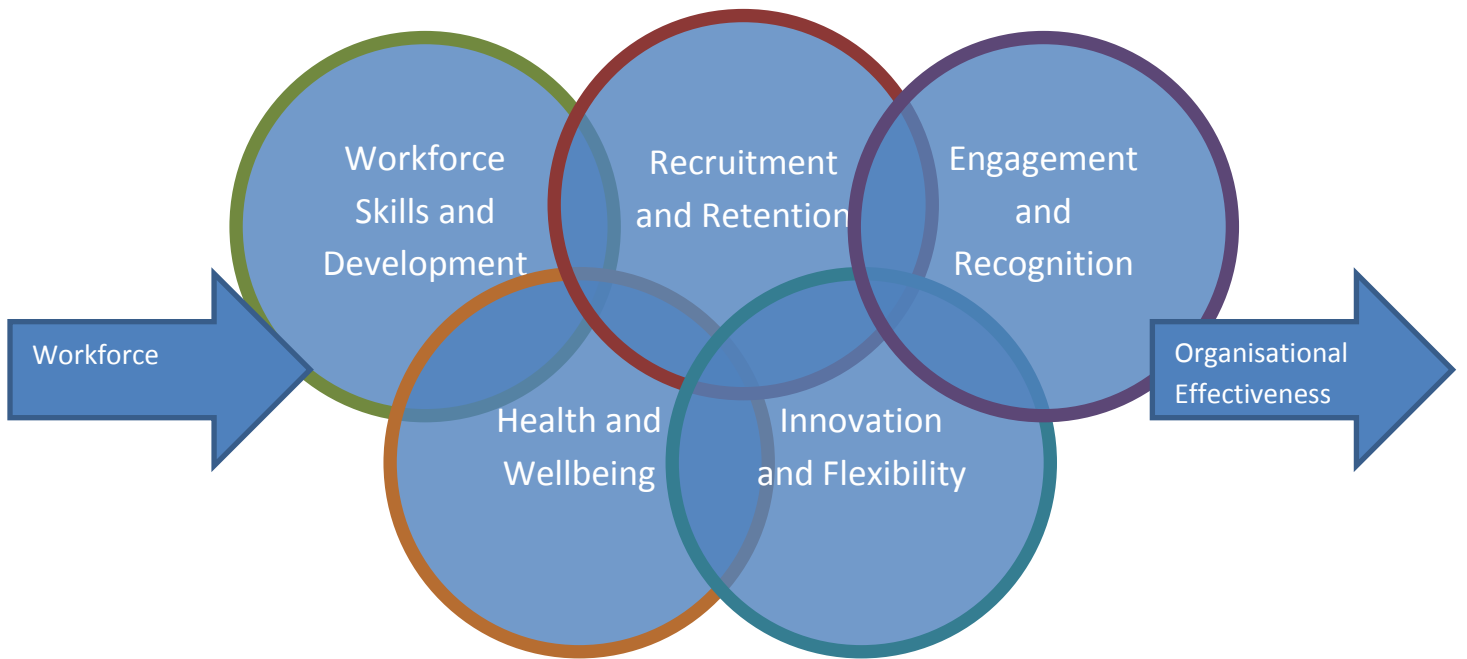 Workforce
Workforce
Skills and
Development
Recruitment
and Retention
Engagement
and
Recognition
Health and
Wellbeing
Innovation
and Flexibility
Organisational
Effectiveness